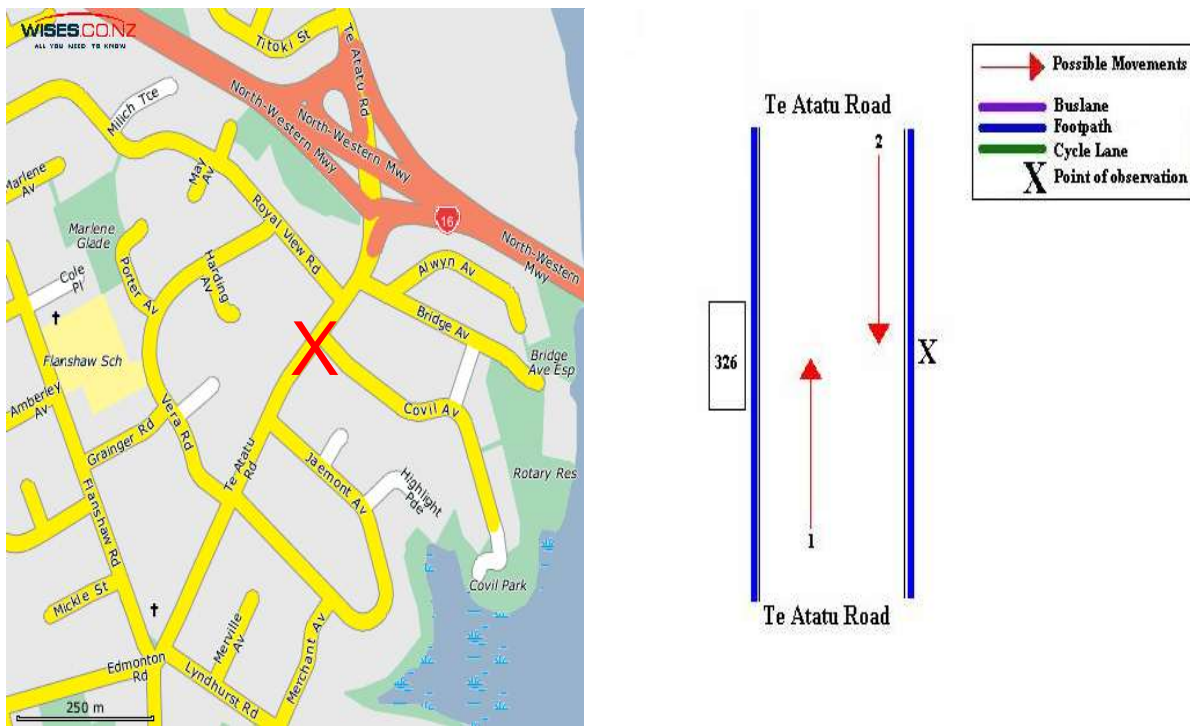 WISES.CO.NZ
ALL YOU NEED TO KNOW
Titoki St
Te Atatu Rd
North-Western Mwy
North-Western Mwy
North-Western Mwy
16
Milich Tce
May Av
Marlene Av
Marlene Glade
Royal View Rd
Cole Pl
Porter Av
Harding Av
Alwyn Av
Bridge Av
Bridge Ave Esp
Flanshaw Sch
X
Amberley Av
Vera Rd
Covil Av
Grainger Rd
Te Atatu Rd
Jaemont Av
Highlight Pde
Rotary Res
Flanshaw Rd
Mickle St
Covil Park
Merville Av
Merchant Av
Edmonton Rd
Lyndhurst Rd
250 m
Te Atatu Road
2
326
X
1
Te Atatu Road
Possible Movements
Buslane
Footpath
Cycle Lane
X Point of observation